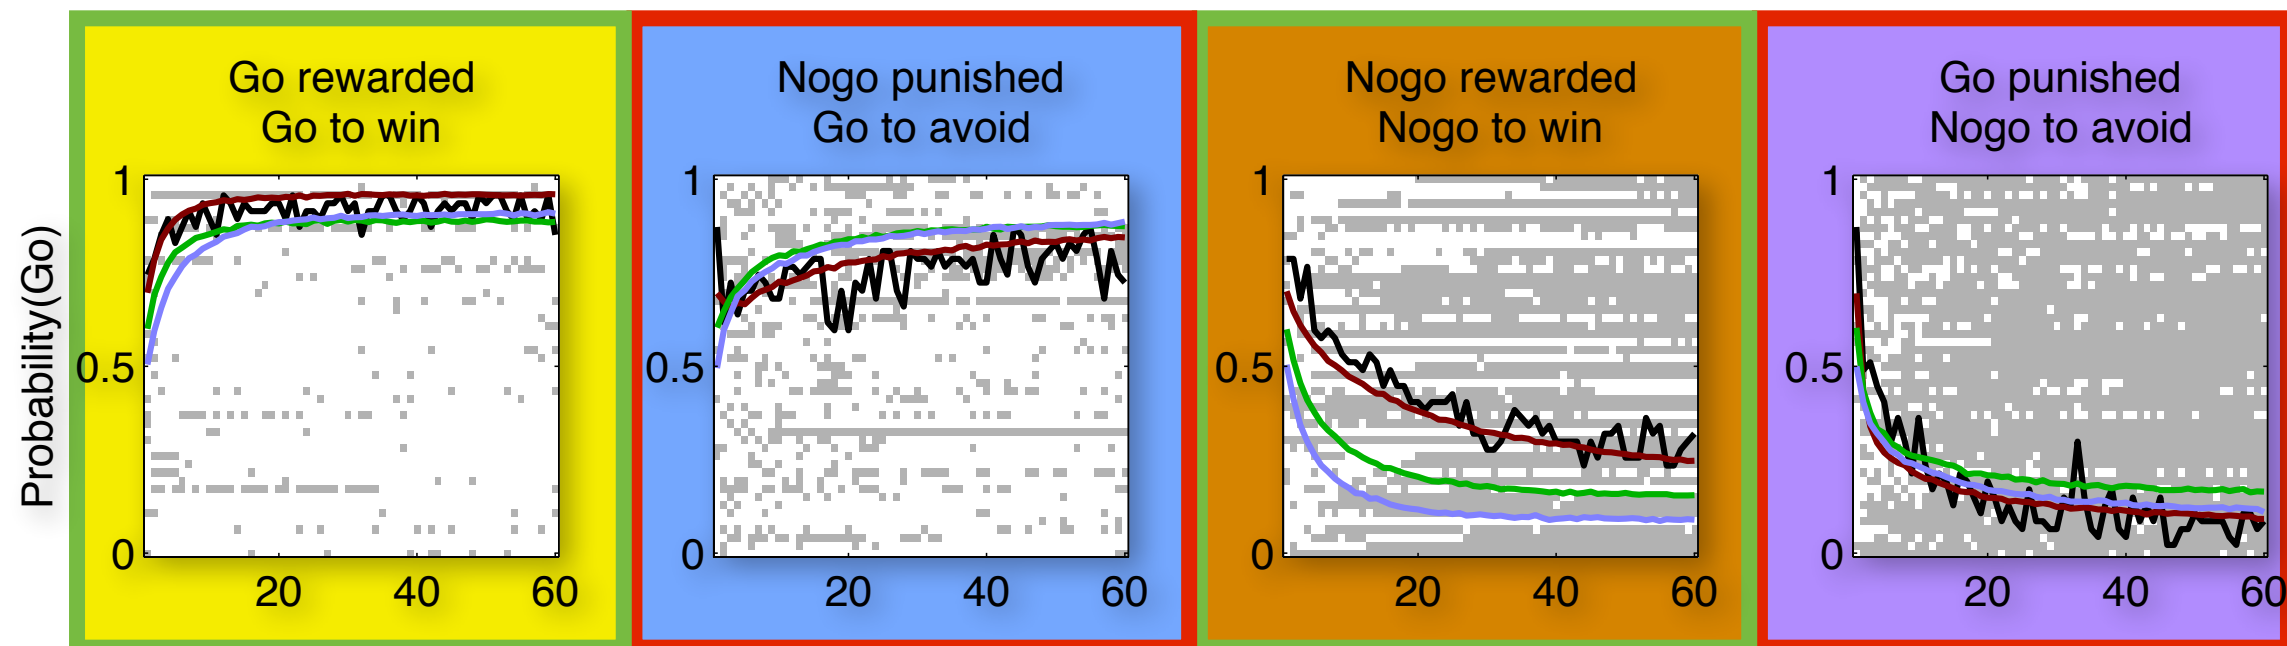 Go rewarded
Go to win
Nogo punished
Go to avoid
Nogo rewarded
Nogo to win
Go punished
Nogo to avoid
Probability(Go)
1
0.5
0
20 40 60
1
0.5
0
20 40 60
1
0.5
0
20 40 60
1
0.5
0
20 40 60